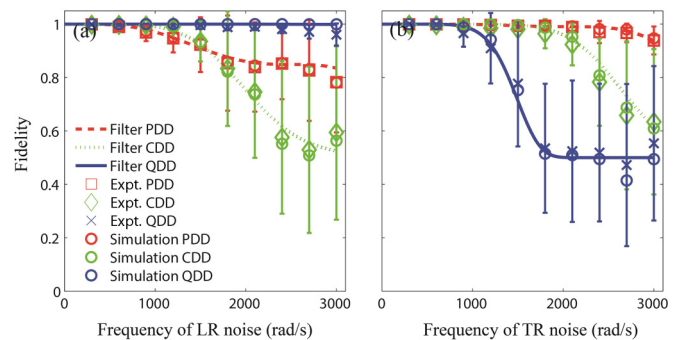 1
0.8
0.6
0.4
0.2
0
Fidelity
(a)
Filter PDD
Filter CDD
Filter QDD
Expt. PDD
Expt. CDD
Expt. QDD
Simulation PDD
Simulation CDD
Simulation QDD
0 1000 2000 3000
Frequency of LR noise (rad/s)
(b)
0 1000 2000 3000
Frequency of TR noise (rad/s)